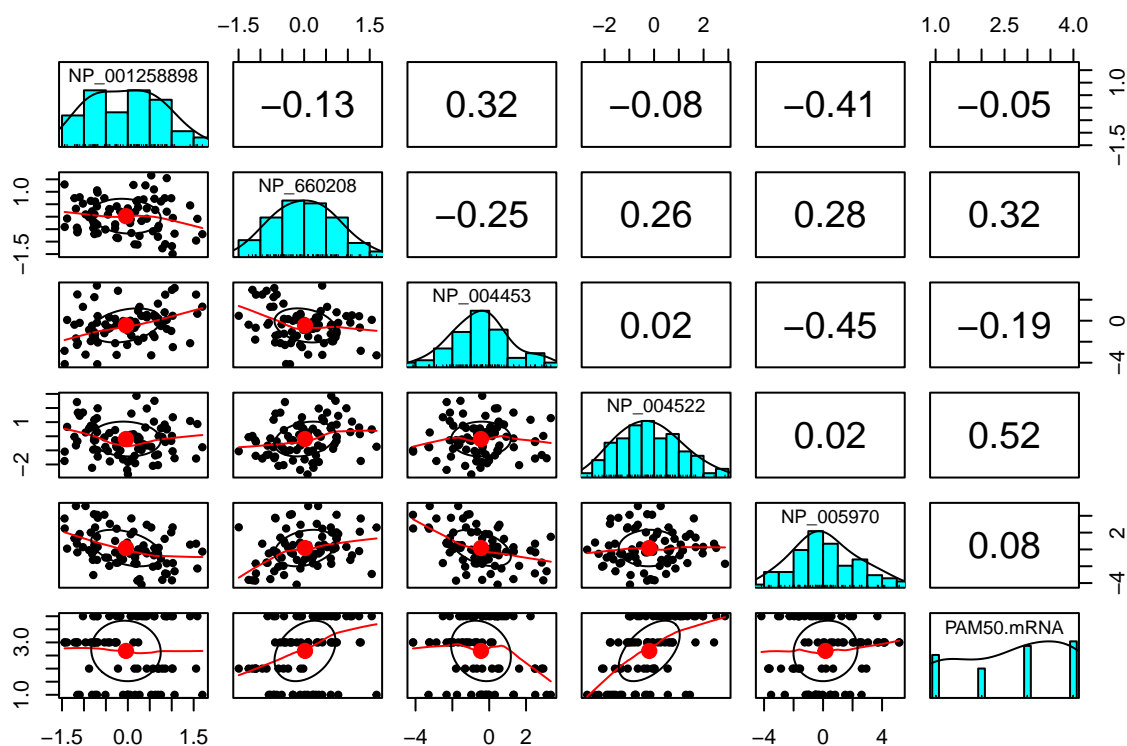 −1.5 0.0 1.5 −2 0 2 1.0 2.5 4.0
NP_001258898 −0.13 0.32 −0.08 −0.41 −0.05 −1.5 1.0
−1.5 1.0 NP_660208 −0.25 0.26 0.28 0.32
NP_004453 0.02 −0.45 −0.19 −4 0
−2 1 NP_004522 0.02 0.52
NP_005970 0.08 −4 2
1.0 3.0 PAM50.mRNA
−1.5 0.0 1.5 −4 0 2 −4 0 4